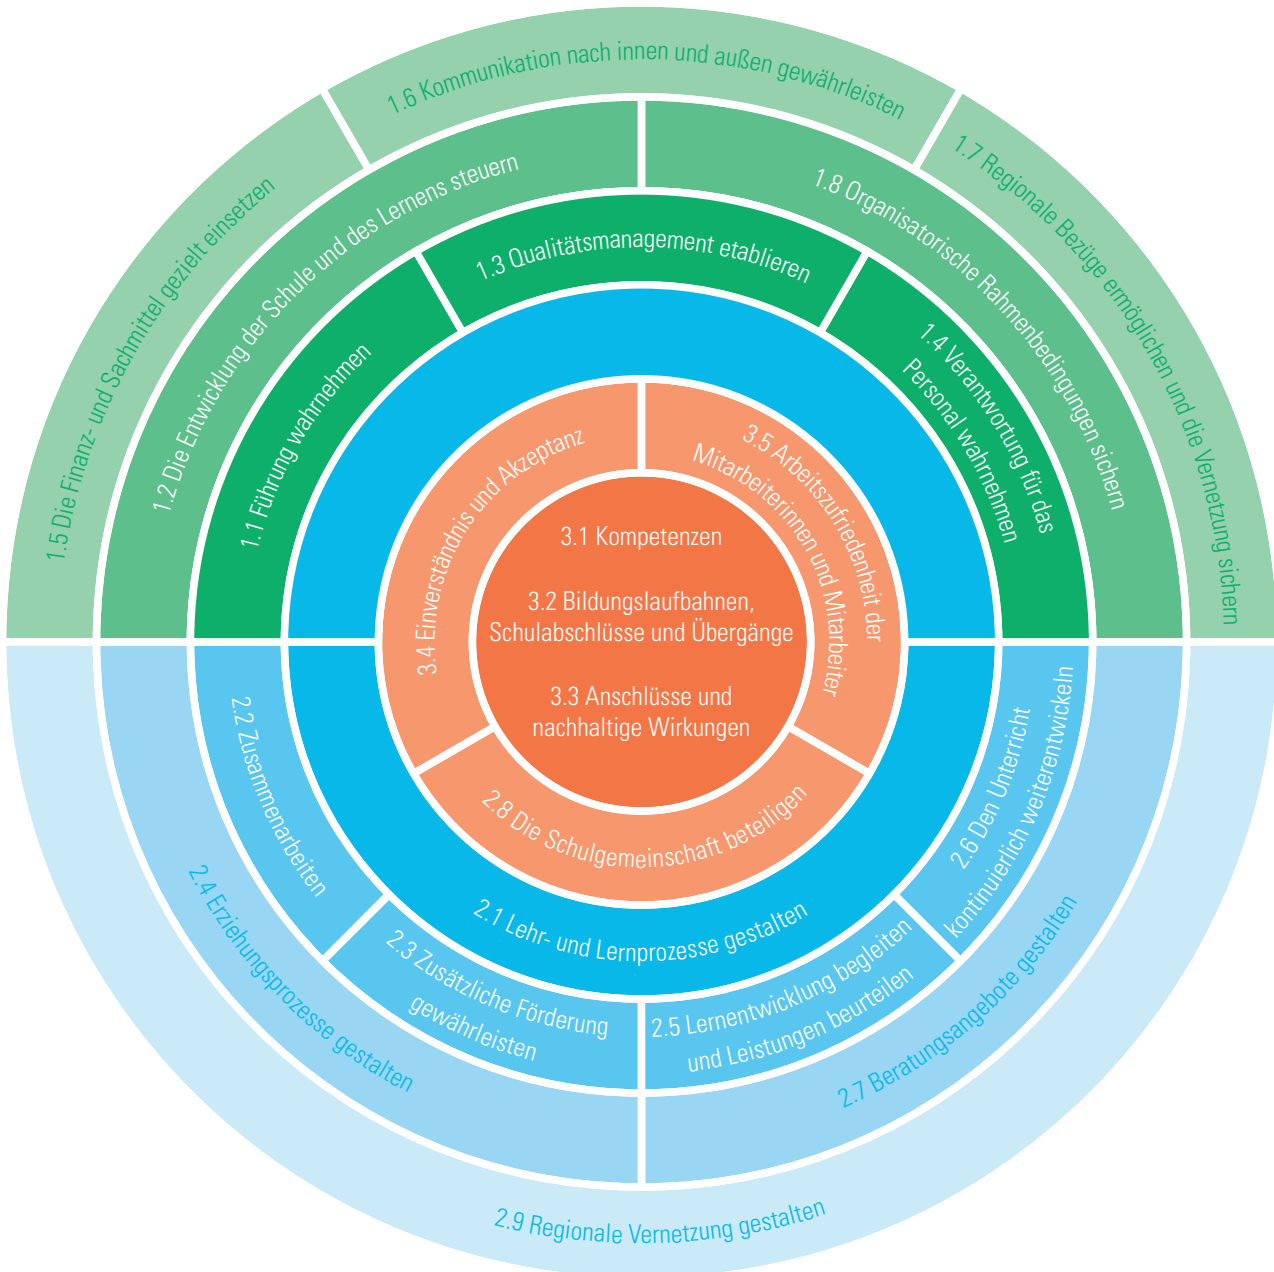 1.6 Kommunikation nach innen und außen gewährleisten
1.5 Die Finanz- und Sachmittel gezielt einsetzen
1.7 Regionale Bezüge ermöglichen und die Vernetzung sichern
1.2 Die Entwicklung der Schule und des Lernens steuern
1.8 Organisatorische Rahmenbedingungen sichern
1.1 Führung wahrnehmen
1.3 Qualitätsmanagement etablieren
1.4 Verantwortung für das
Personal wahrnehmen
3.4 Einverständnis und Akzeptanz
3.5 Arbeitszufriedenheit der
Mitarbeiterinnen und Mitarbeiter
3.1 Kompetenzen
3.2 Bildungslaufbahnen,
Schulabschlüsse und Übergänge
3.3 Anschlüsse und
nachhaltige Wirkungen
2.8 Die Schulgemeinschaft beteiligen
2.1 Lehr- und Lernprozesse gestalten
2.2 Zusammenarbeiten
2.3 Zusätzliche Förderung
gewährleisten
2.5 Lernentwicklung begleiten
und Leistungen beurteilen
2.6 Den Unterricht
kontinuierlich weiterentwickeln
2.4 Erziehungsprozesse gestalten
2.7 Beratungsangebote gestalten
2.9 Regionale Vernetzung gestalten